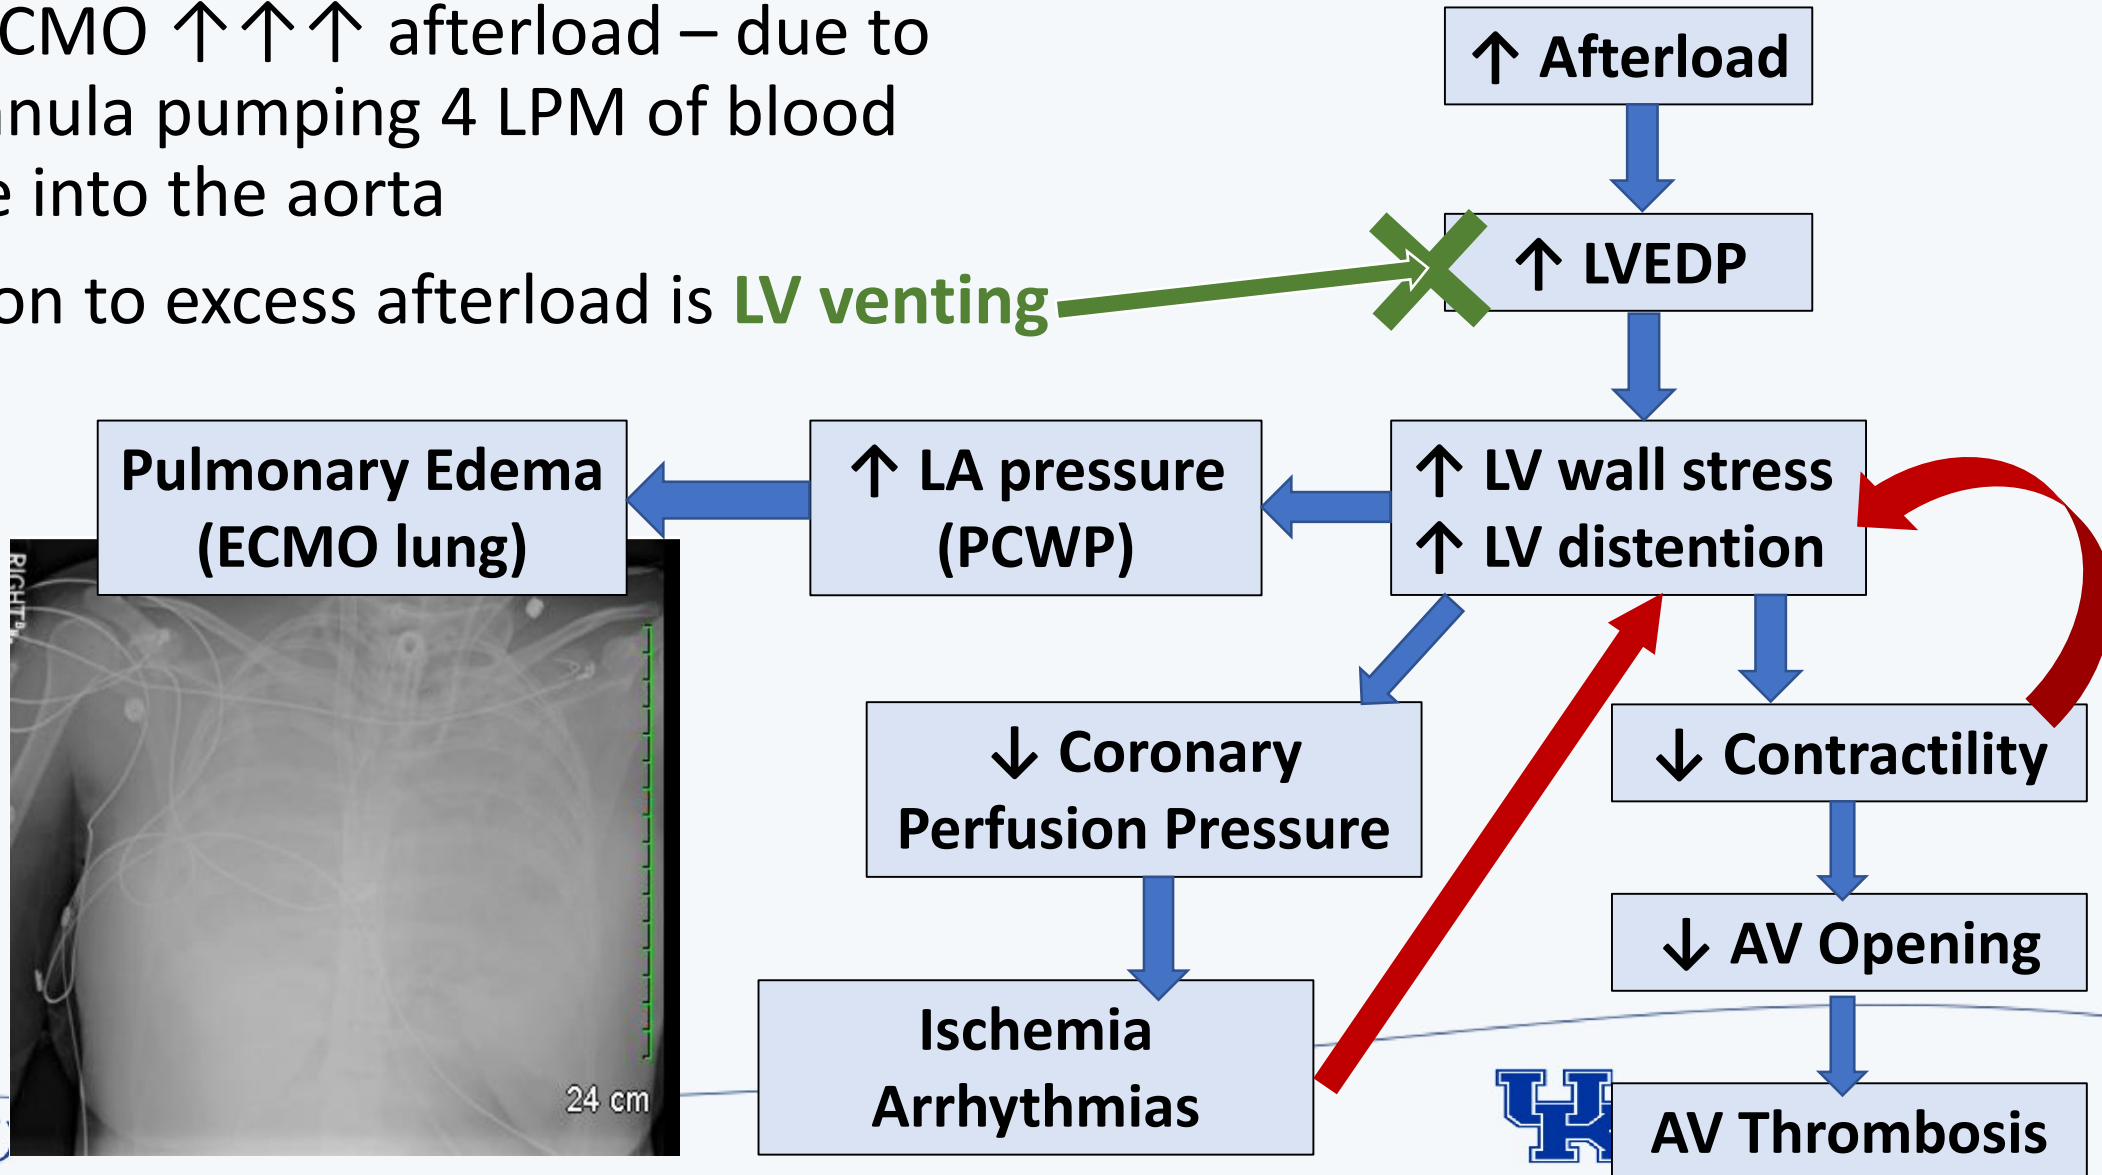 CMO ↑↑↑ afterload – due to
nula pumping 4 LPM of blood
e into the aorta
on to excess afterload is LV venting
↑ Afterload
↑ LVEDP
↑ LV wall stress
↑ LV distention
↑ LA pressure
(PCWP)
Pulmonary Edema
(ECMO lung)
↓ Coronary
Perfusion Pressure
Ischemia
Arrhythmias
↓ Contractility
↓ AV Opening
AV Thrombosis
RIGHT
24 cm
UK